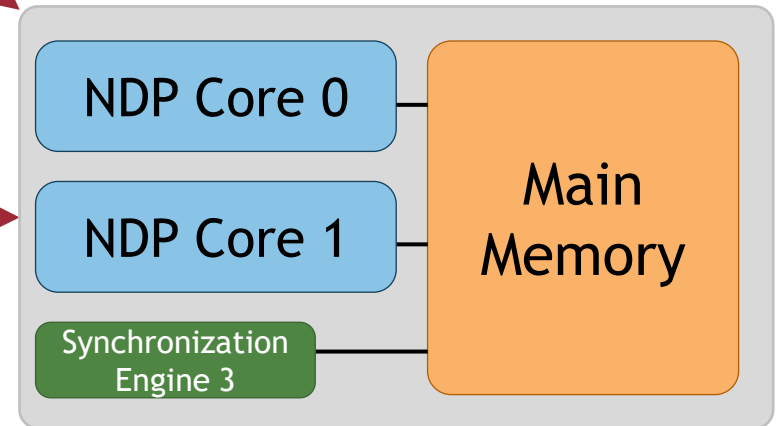 NDP Core 0
NDP Core 1
Synchronization
Engine 3
Main
Memory